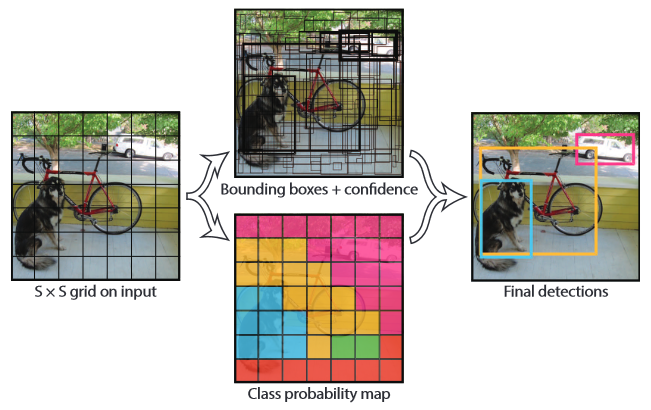 Bounding boxes + confidence
S × S grid on input
Final detections
Class probability map